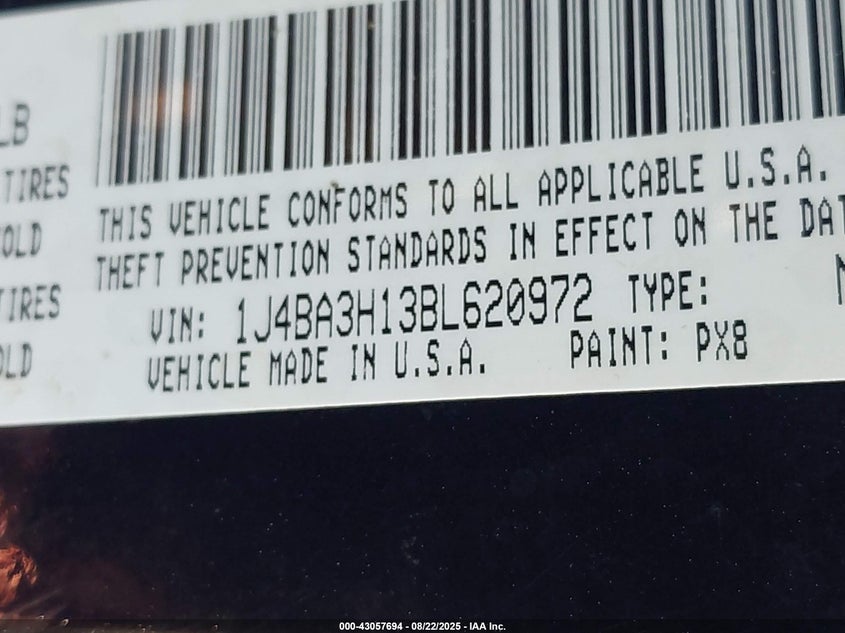 LB
TIRES
OLD
TIRES
OLD
THIS VEHICLE CONFORMS TO ALL APPLICABLE U.S.A.
THEFT PREVENTION STANDARDS IN EFFECT ON THE DAT
VIN: 1J4BA3H13BL620972 TYPE:
VEHICLE MADE IN U.S.A. PAINT: PX8
000-43057694 - 08/22/2025 - IAA Inc.